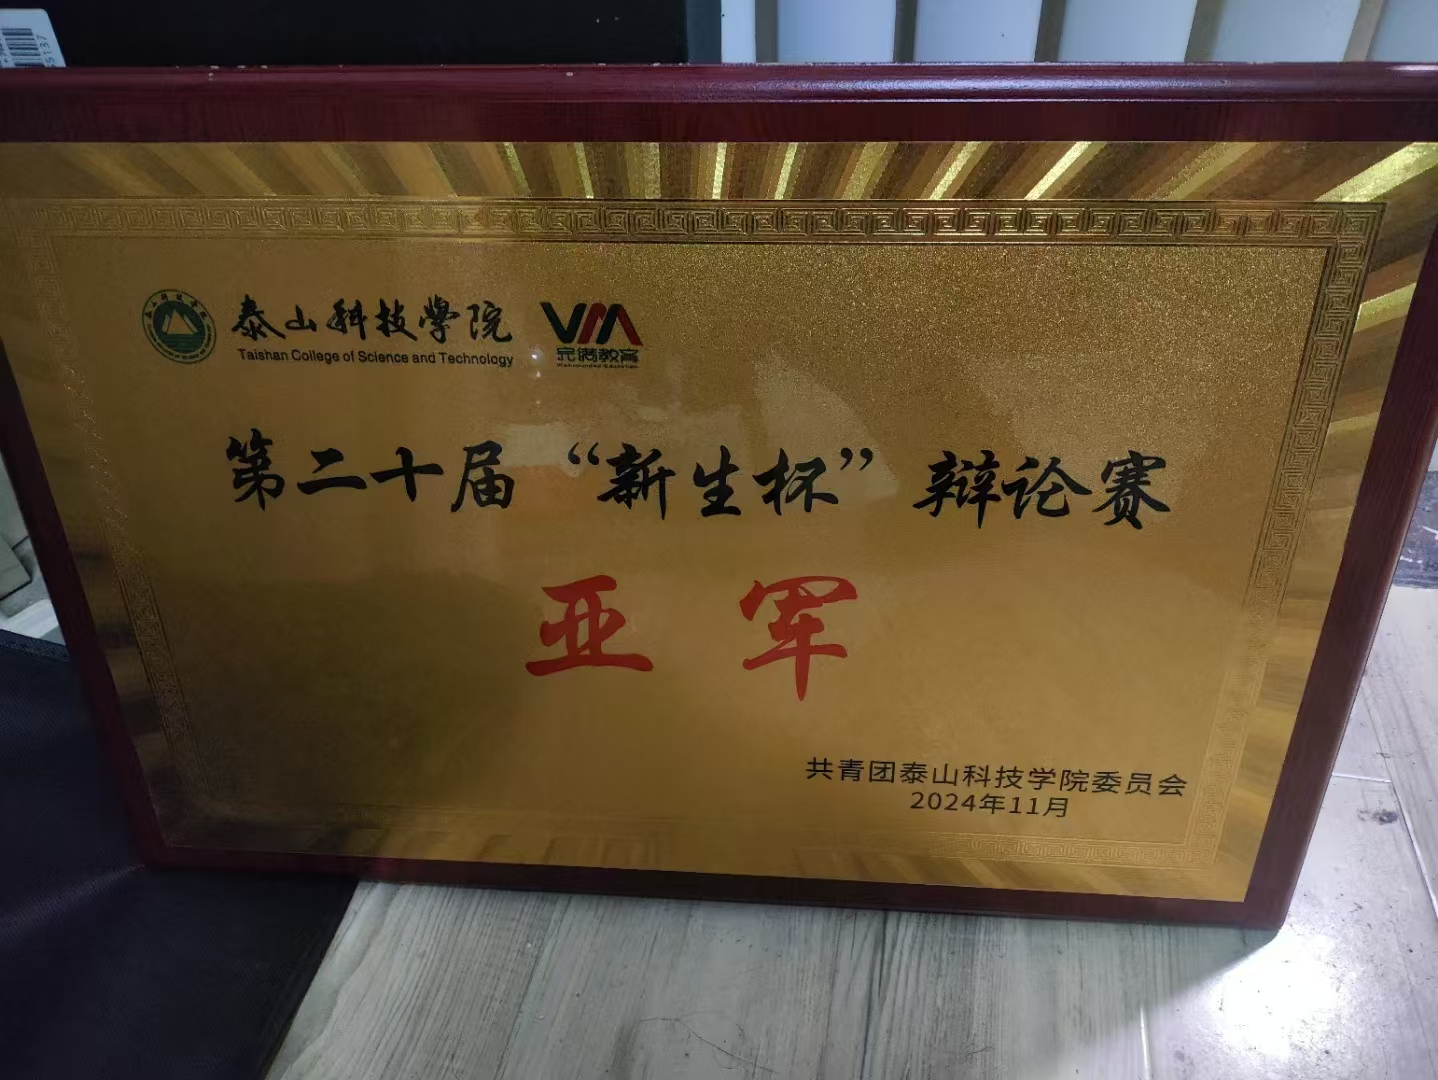 泰山科技学院
Taishan College of Science and Technology
VM
完满教育
第二十届“新生杯”辩论赛
亚军
共青团泰山科技学院委员会
2024年11月